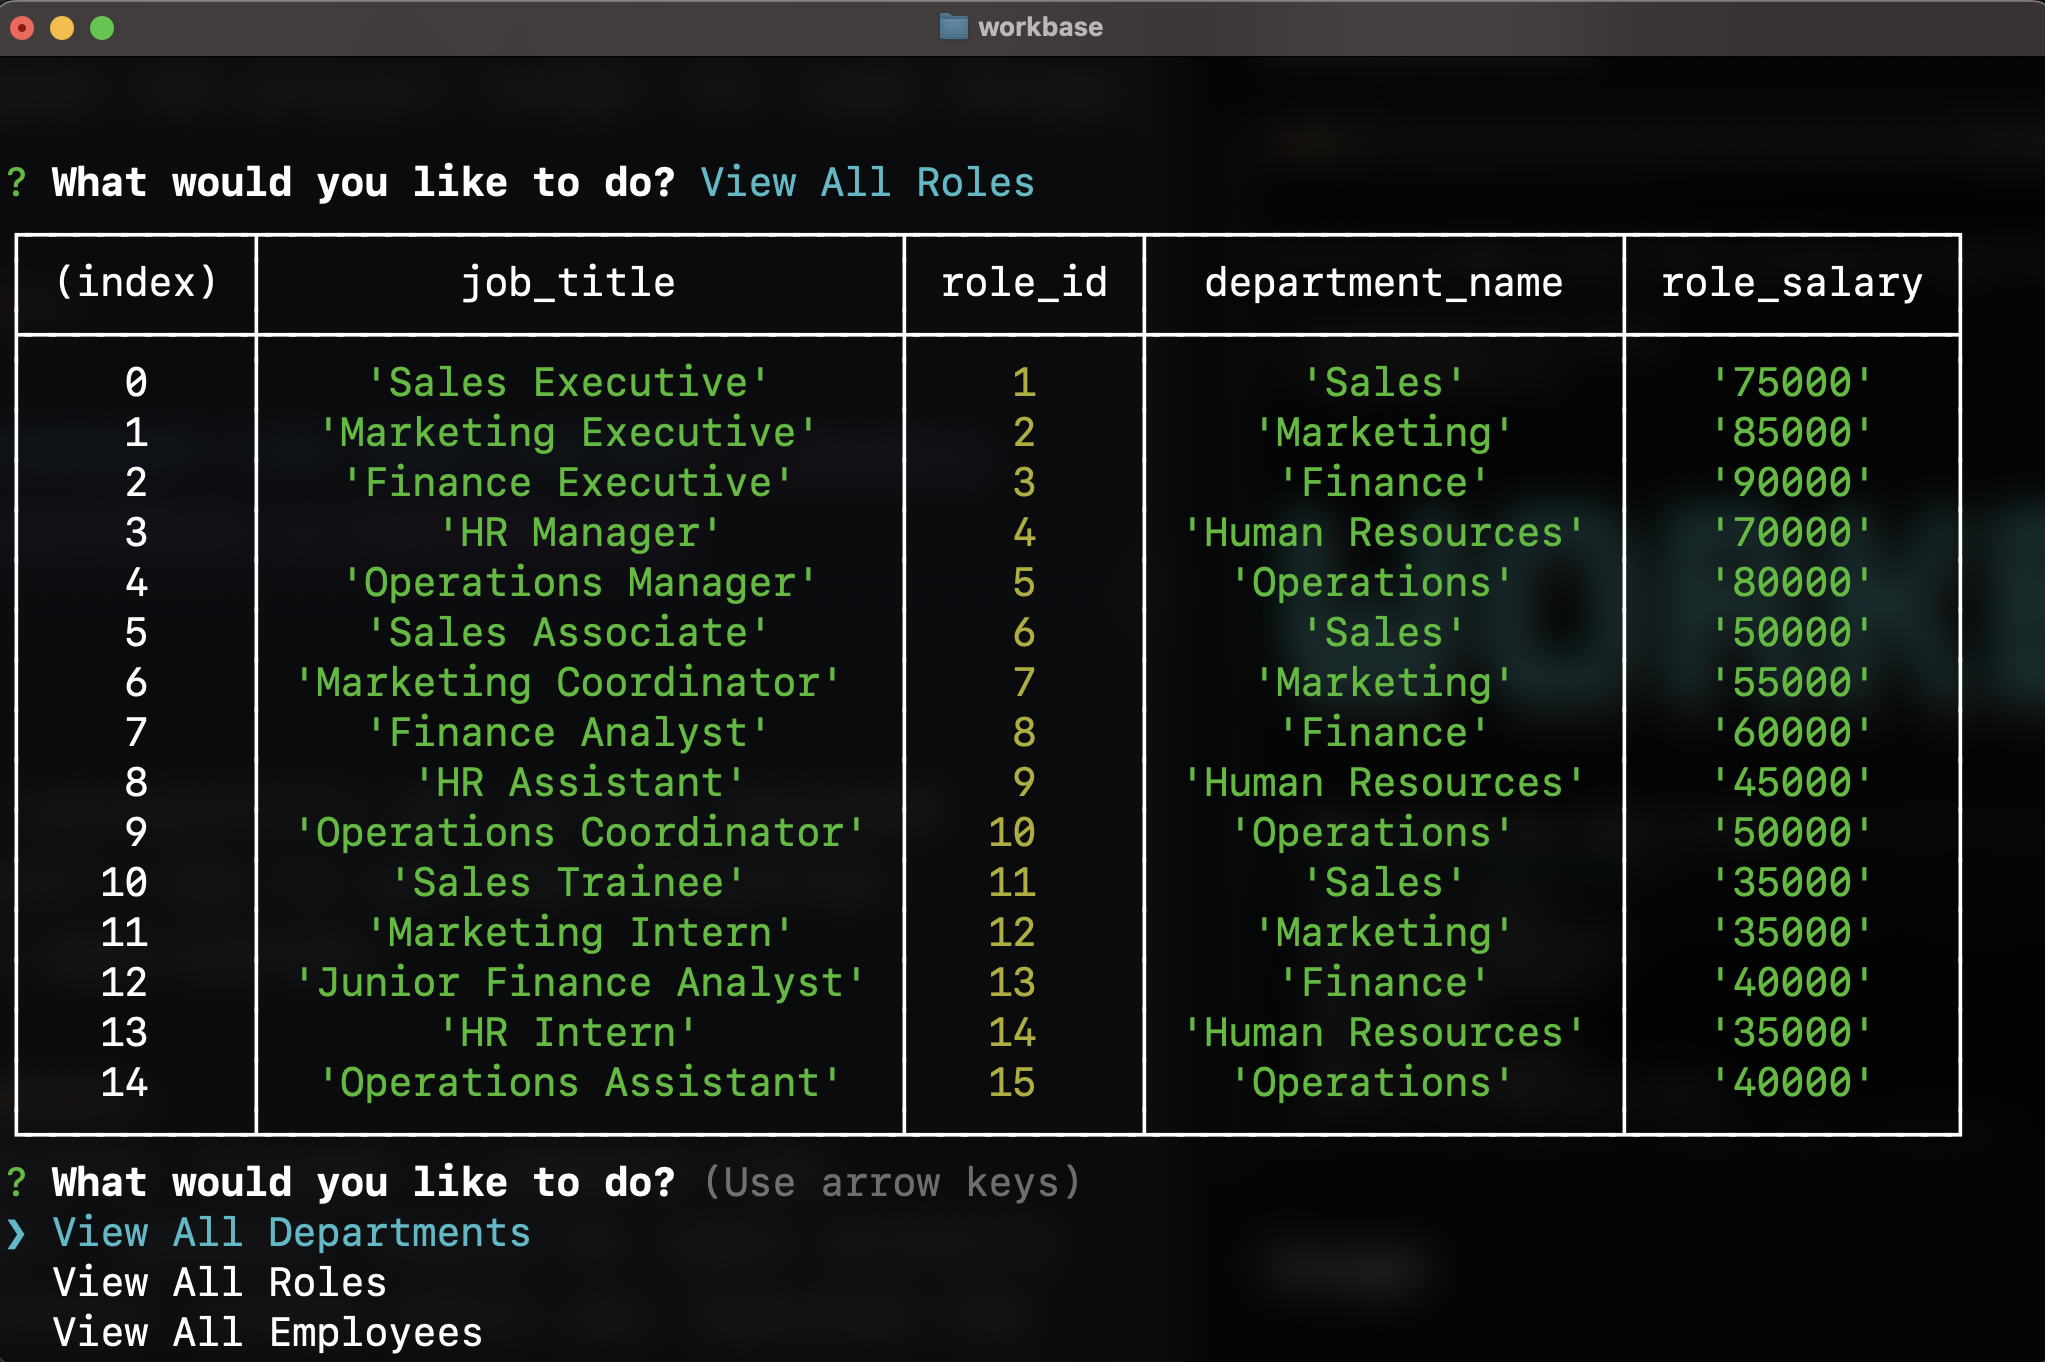 workbase
? What would you like to do? View All Roles
(index) job_title role_id department_name role_salary
0 'Sales Executive' 1 'Sales' '75000'
1 'Marketing Executive' 2 'Marketing' '85000'
2 'Finance Executive' 3 'Finance' '90000'
3 'HR Manager' 4 'Human Resources' '70000'
4 'Operations Manager' 5 'Operations' '80000'
5 'Sales Associate' 6 'Sales' '50000'
6 'Marketing Coordinator' 7 'Marketing' '55000'
7 'Finance Analyst' 8 'Finance' '60000'
8 'HR Assistant' 9 'Human Resources' '45000'
9 'Operations Coordinator' 10 'Operations' '50000'
10 'Sales Trainee' 11 'Sales' '35000'
11 'Marketing Intern' 12 'Marketing' '35000'
12 'Junior Finance Analyst' 13 'Finance' '40000'
13 'HR Intern' 14 'Human Resources' '35000'
14 'Operations Assistant' 15 'Operations' '40000'
? What would you like to do? (Use arrow keys)
❯ View All Departments
View All Roles
View All Employees